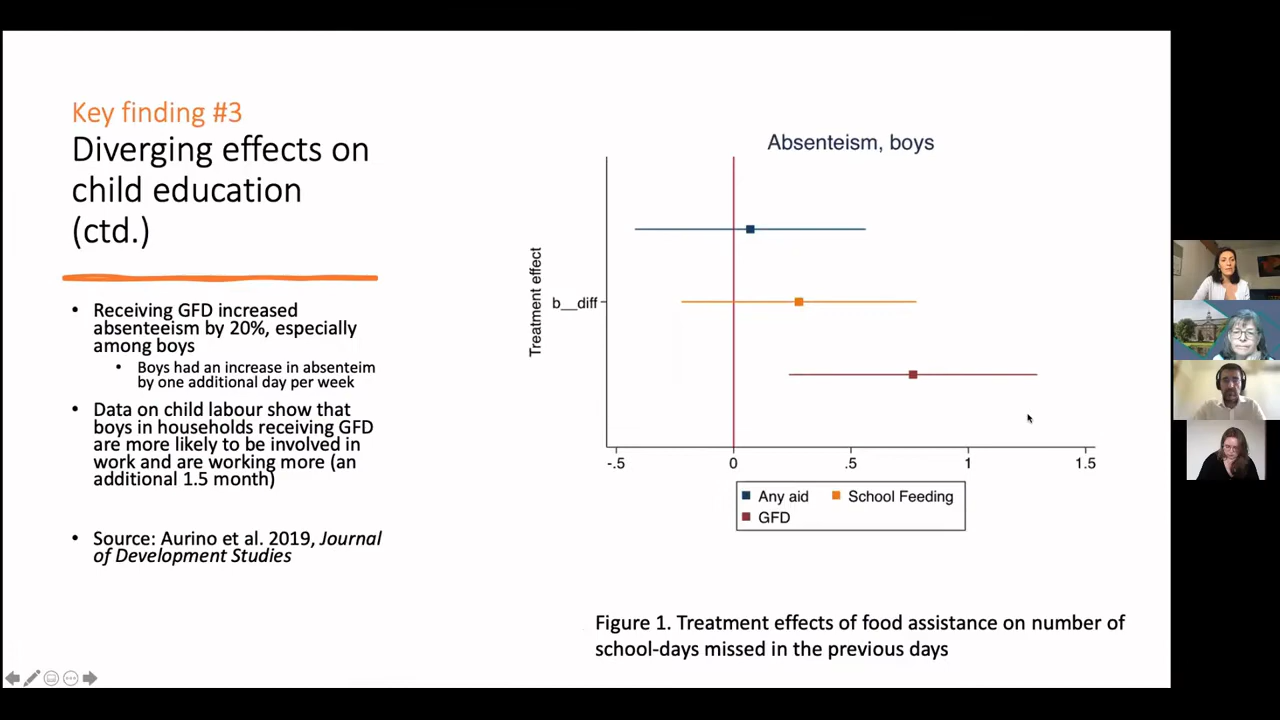 Key finding #3
Diverging effects on
child education
(ctd.)
• Receiving GFD increased
absenteeism by 20%, especially
among boys
• Boys had an increase in absenteim
by one additional day per week
• Data on child labour show that
boys in households receiving GFD
are more likely to be involved in
work and are working more (an
additional 1.5 month)
• Source: Aurino et al. 2019, Journal
of Development Studies
Absenteism, boys
Treatment effect
b__diff
-.5 0 .5 1 1.5
Any aid School Feeding
GFD
Figure 1. Treatment effects of food assistance on number of
school-days missed in the previous days